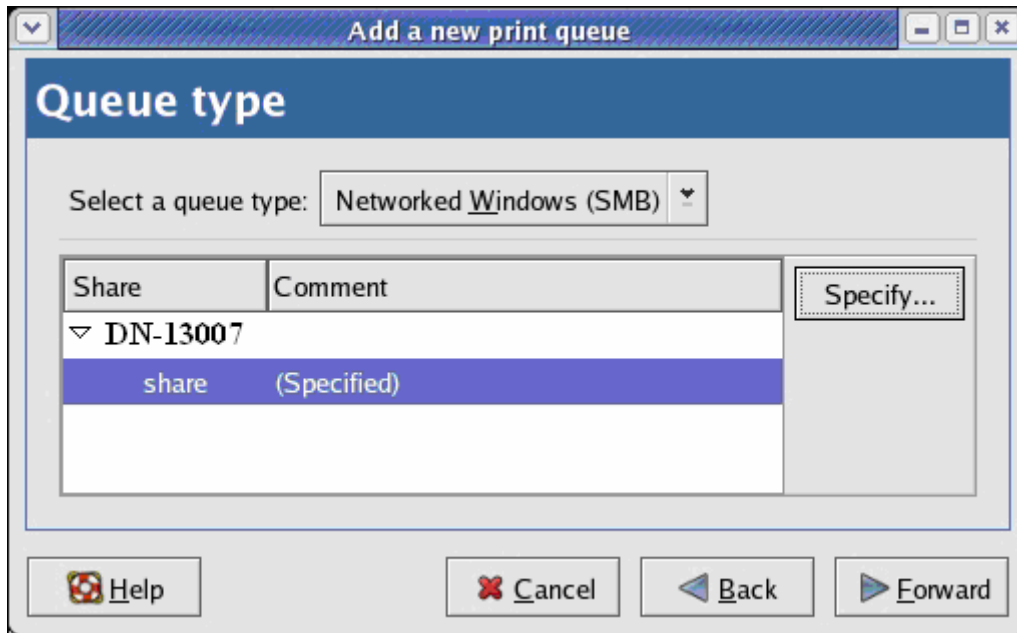 Add a new print queue
Queue type
Select a queue type: Networked Windows (SMB)
Share Comment Specify...
DN-13007
share (Specified)
Help Cancel Back Forward